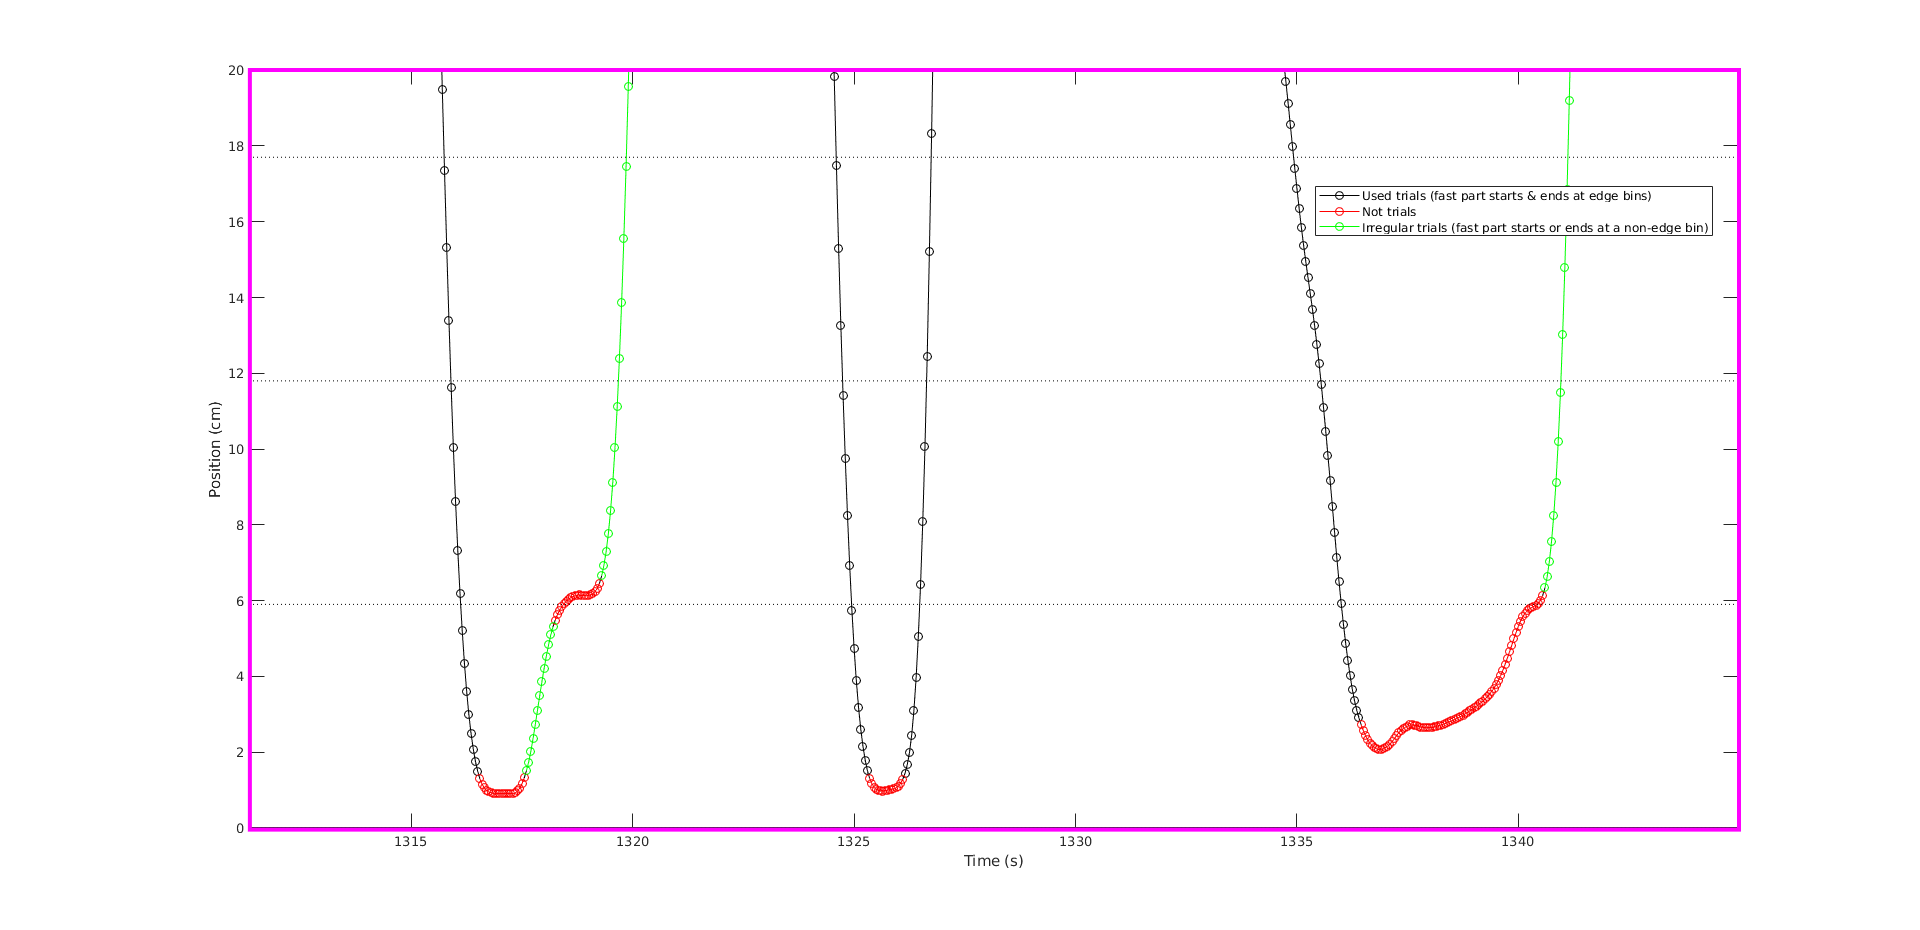 20
18
16
14
12
10
8
6
4
2
0
Position (cm)
Used trials (fast part starts & ends at edge bins)
Not trials
Irregular trials (fast part starts or ends at a non-edge bin)
1315 1320 1325 1330 1335 1340
Time (s)